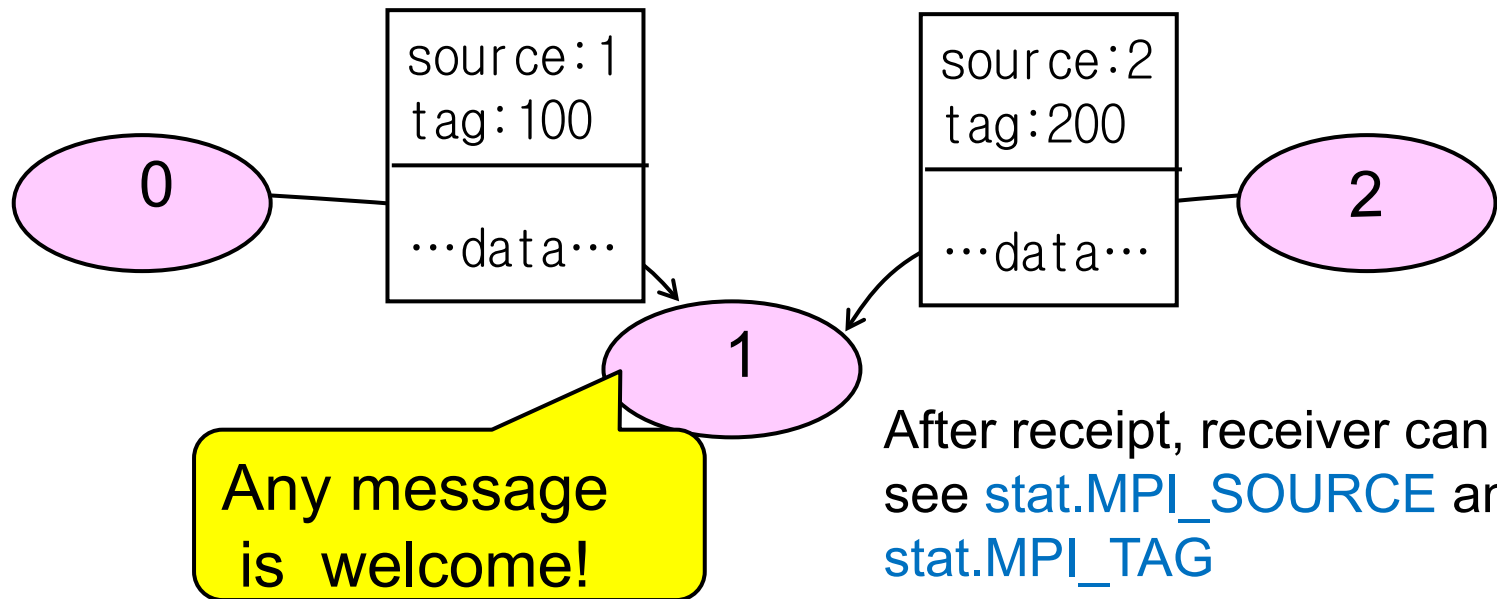 source:1
tag:100
…data…
source:2
tag:200
…data…
0
2
1
Any message
is welcome!
After receipt, receiver can
see stat.MPI_SOURCE
stat.MPI_TAG